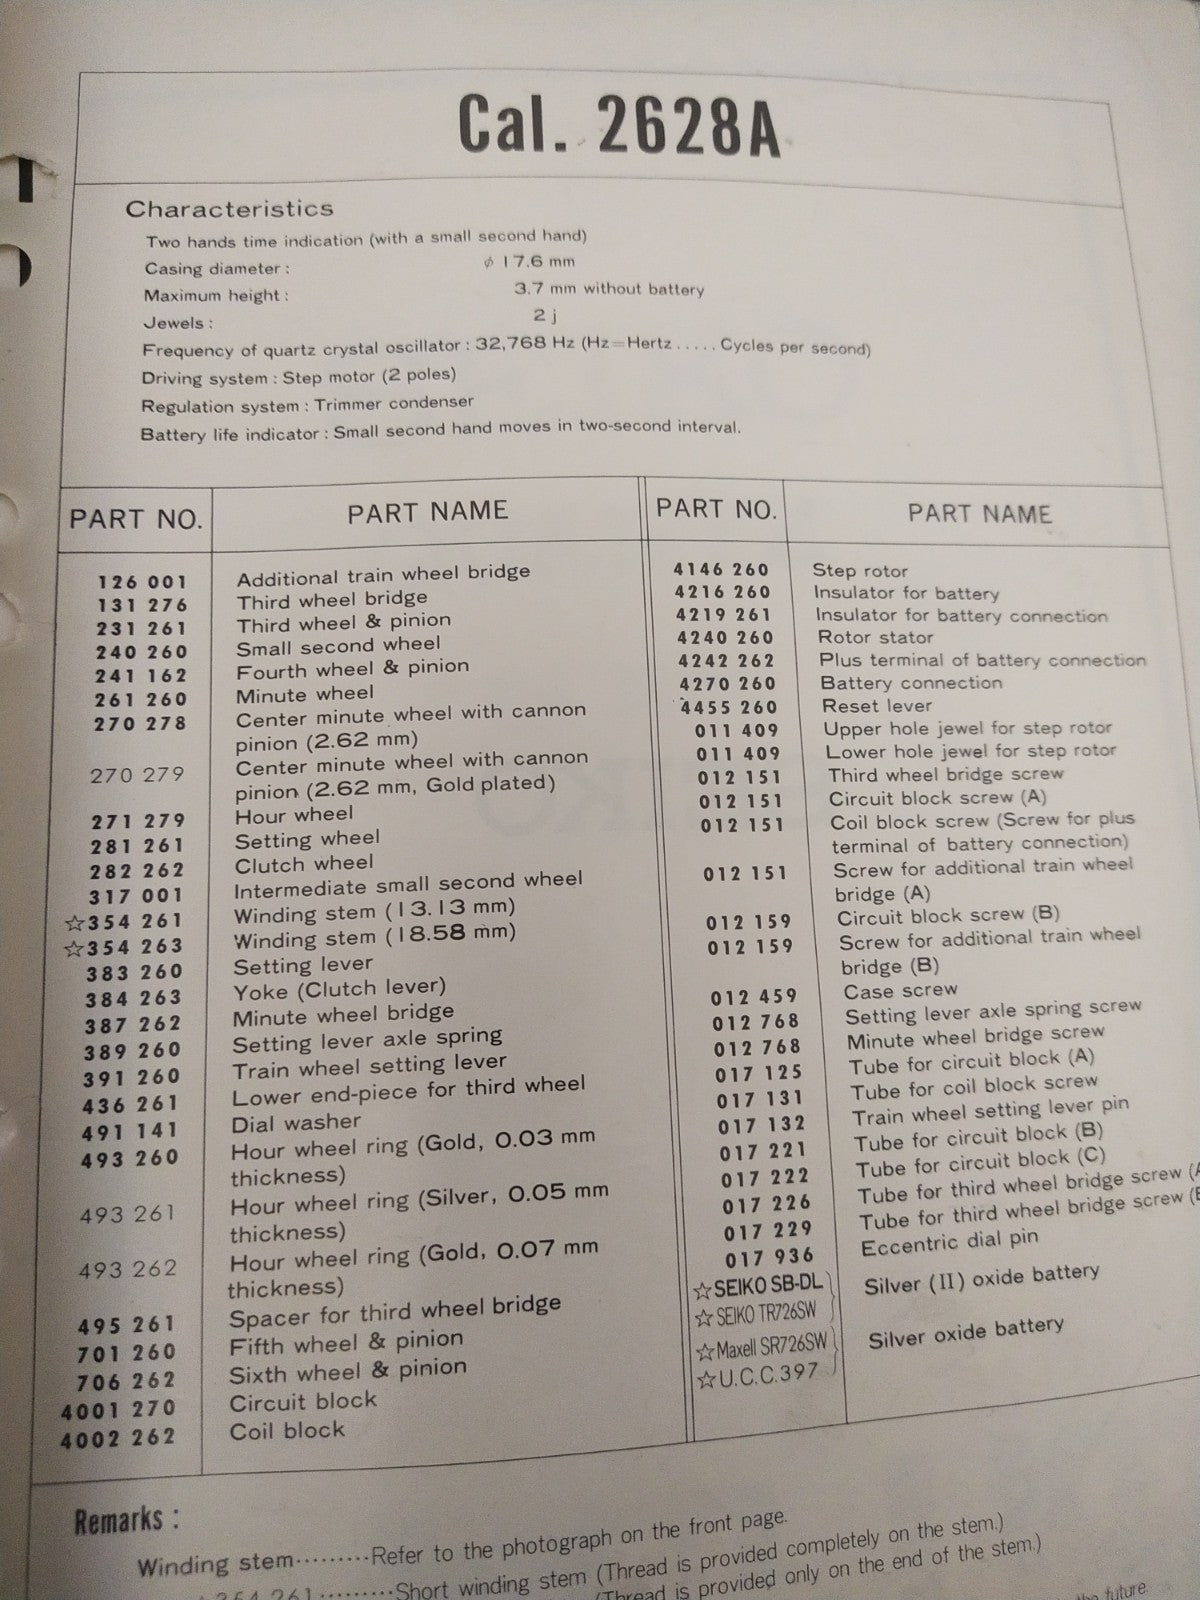 Cal. 2628A
Characteristics
Two hands time indication (with a small second hand)
Casing diameter : φ 17.6 mm
Maximum height : 3.7 mm without battery
Jewels : 2 j
Frequency of quartz crystal oscillator : 32,768 Hz (Hz=Hertz ..... Cycles per second)
Driving system : Step motor (2 poles)
Regulation system : Trimmer condenser
Battery life indicator : Small second hand moves in two-second interval.
PART NO. PART NAME
126 001 Additional train wheel bridge
131 276 Third wheel bridge
231 261 Third wheel & pinion
240 260 Small second wheel
241 162 Fourth wheel & pinion
261 260 Minute wheel
270 278 Center minute wheel with cannon
pinion (2.62 mm)
270 279 Center minute wheel with cannon
pinion (2.62 mm, Gold plated)
271 279 Hour wheel
281 261 Setting wheel
282 262 Clutch wheel
317 001 Intermediate small second wheel
☆354 261 Winding stem (13.13 mm)
☆354 263 Winding stem (18.58 mm)
383 260 Setting lever
384 263 Yoke (Clutch lever)
387 262 Minute wheel bridge
389 260 Setting lever axle spring
391 260 Train wheel setting lever
436 261 Lower end-piece for third wheel
491 141 Dial washer
493 260 Hour wheel ring (Gold, 0.03 mm
thickness)
493 261 Hour wheel ring (Silver, 0.05 mm
thickness)
493 262 Hour wheel ring (Gold, 0.07 mm
thickness)
495 261 Spacer for third wheel bridge
701 260 Fifth wheel & pinion
706 262 Sixth wheel & pinion
4001 270 Circuit block
4002 262 Coil block
PART NO. PART NAME
4146 260 Step rotor
4216 260 Insulator for battery
4219 261 Insulator for battery connection
4240 260 Rotor stator
4242 262 Plus terminal of battery connection
4270 260 Battery connection
4455 260 Reset lever
011 409 Upper hole jewel for step rotor
011 409 Lower hole jewel for step rotor
012 151 Third wheel bridge screw
012 151 Circuit block screw (A)
012 151 Coil block screw (Screw for plus
terminal of battery connection)
012 151 Screw for additional train wheel
bridge (A)
012 159 Circuit block screw (B)
012 159 Screw for additional train wheel
bridge (B)
012 459 Case screw
012 768 Setting lever axle spring screw
012 768 Minute wheel bridge screw
017 125 Tube for circuit block (A)
017 131 Tube for coil block screw
017 132 Train wheel setting lever pin
017 221 Tube for circuit block (B)
017 222 Tube for circuit block (C)
017 226 Tube for third wheel bridge screw (A
017 229 Tube for third wheel bridge screw (B
017 936 Eccentric dial pin
☆SEIKO SB-DL Silver (II) oxide battery
☆SEIKO TR726SW
☆Maxell SR726SW Silver oxide battery
☆U.C.C.397
Remarks :
Winding stem·········Refer to the photograph on the front page.
354 261·········Short winding stem (Thread is provided completely on the stem.)
(Thread is provided only on the end of the stem.)
the future.